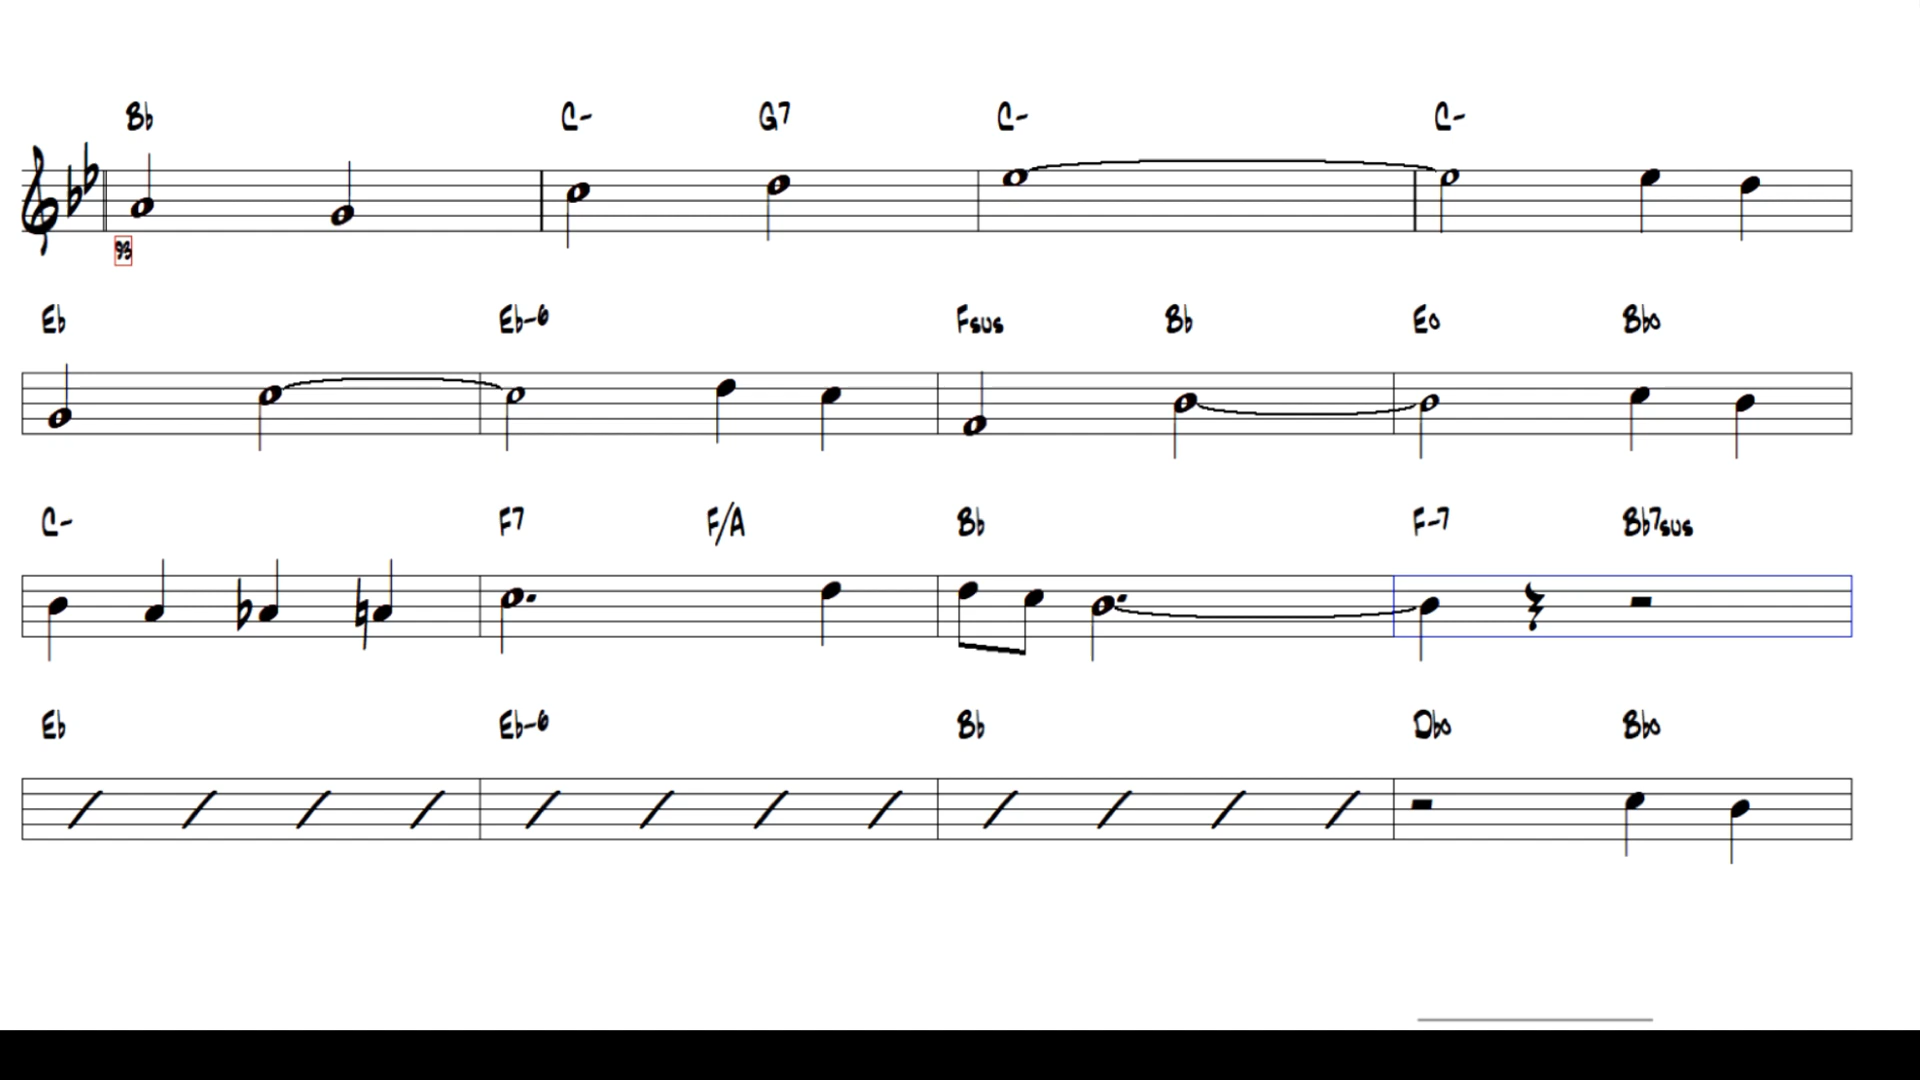 Bb C- G7 C- C-
93
Eb Eb-6 Fsus Bb Eo Bbo
C- F7 F/A Bb F-7 Bb7sus
Eb Eb-6 Bb Dbo Bbo